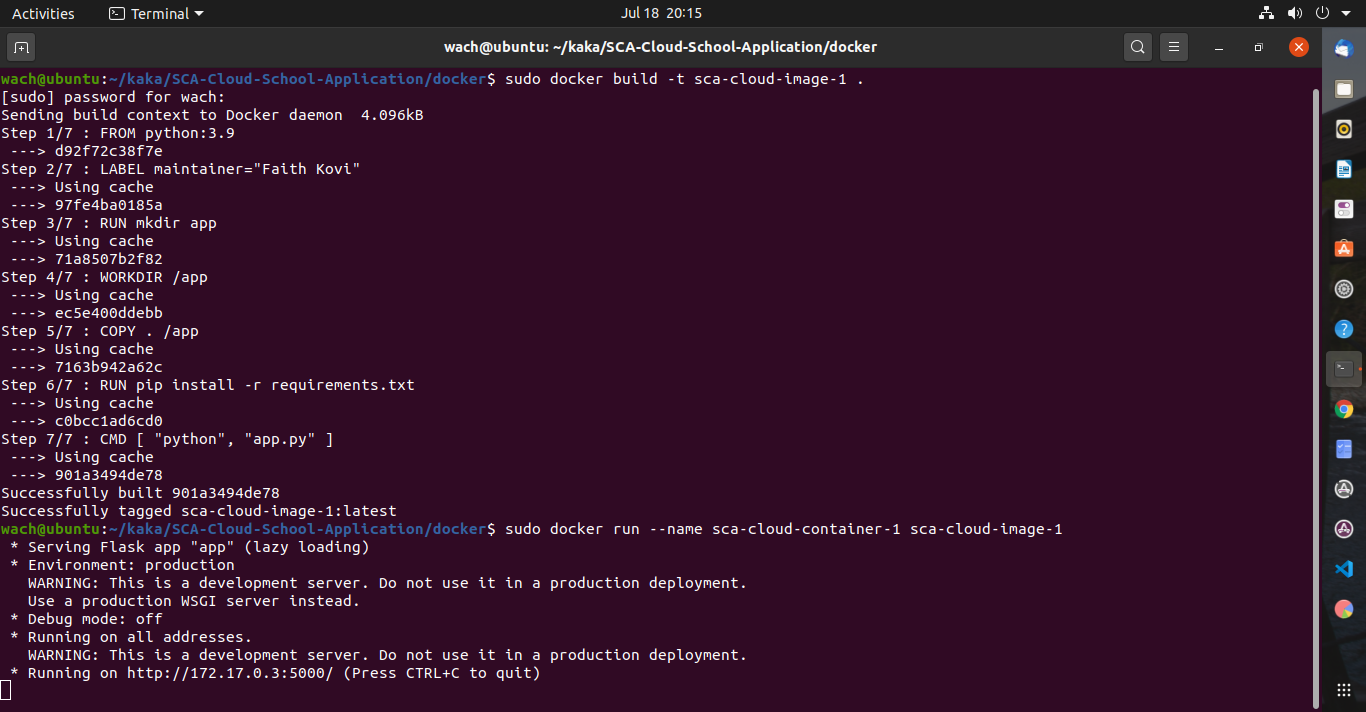 Activities Terminal Jul 18 20:15
wach@ubuntu: ~/kaka/SCA-Cloud-School-Application/docker
wach@ubuntu:~/kaka/SCA-Cloud-School-Application/docker$ sudo docker build -t sca-cloud-image-1 .
[sudo] password for wach:
Sending build context to Docker daemon  4.096kB
Step 1/7 : FROM python:3.9
 ---> d92f72c38f7e
Step 2/7 : LABEL maintainer="Faith Kovi"
 ---> Using cache
 ---> 97fe4ba0185a
Step 3/7 : RUN mkdir app
 ---> Using cache
 ---> 71a8507b2f82
Step 4/7 : WORKDIR /app
 ---> Using cache
 ---> ec5e400ddebb
Step 5/7 : COPY . /app
 ---> Using cache
 ---> 7163b942a62c
Step 6/7 : RUN pip install -r requirements.txt
 ---> Using cache
 ---> c0bcc1ad6cd0
Step 7/7 : CMD [ "python", "app.py" ]
 ---> Using cache
 ---> 901a3494de78
Successfully built 901a3494de78
Successfully tagged sca-cloud-image-1:latest
wach@ubuntu:~/kaka/SCA-Cloud-School-Application/docker$ sudo docker run --name sca-cloud-container-1 sca-cloud-image-1
 * Serving Flask app "app" (lazy loading)
 * Environment: production
   WARNING: This is a development server. Do not use it in a production deployment.
   Use a production WSGI server instead.
 * Debug mode: off
 * Running on all addresses.
   WARNING: This is a development server. Do not use it in a production deployment.
 * Running on http://172.17.0.3:5000/ (Press CTRL+C to quit)